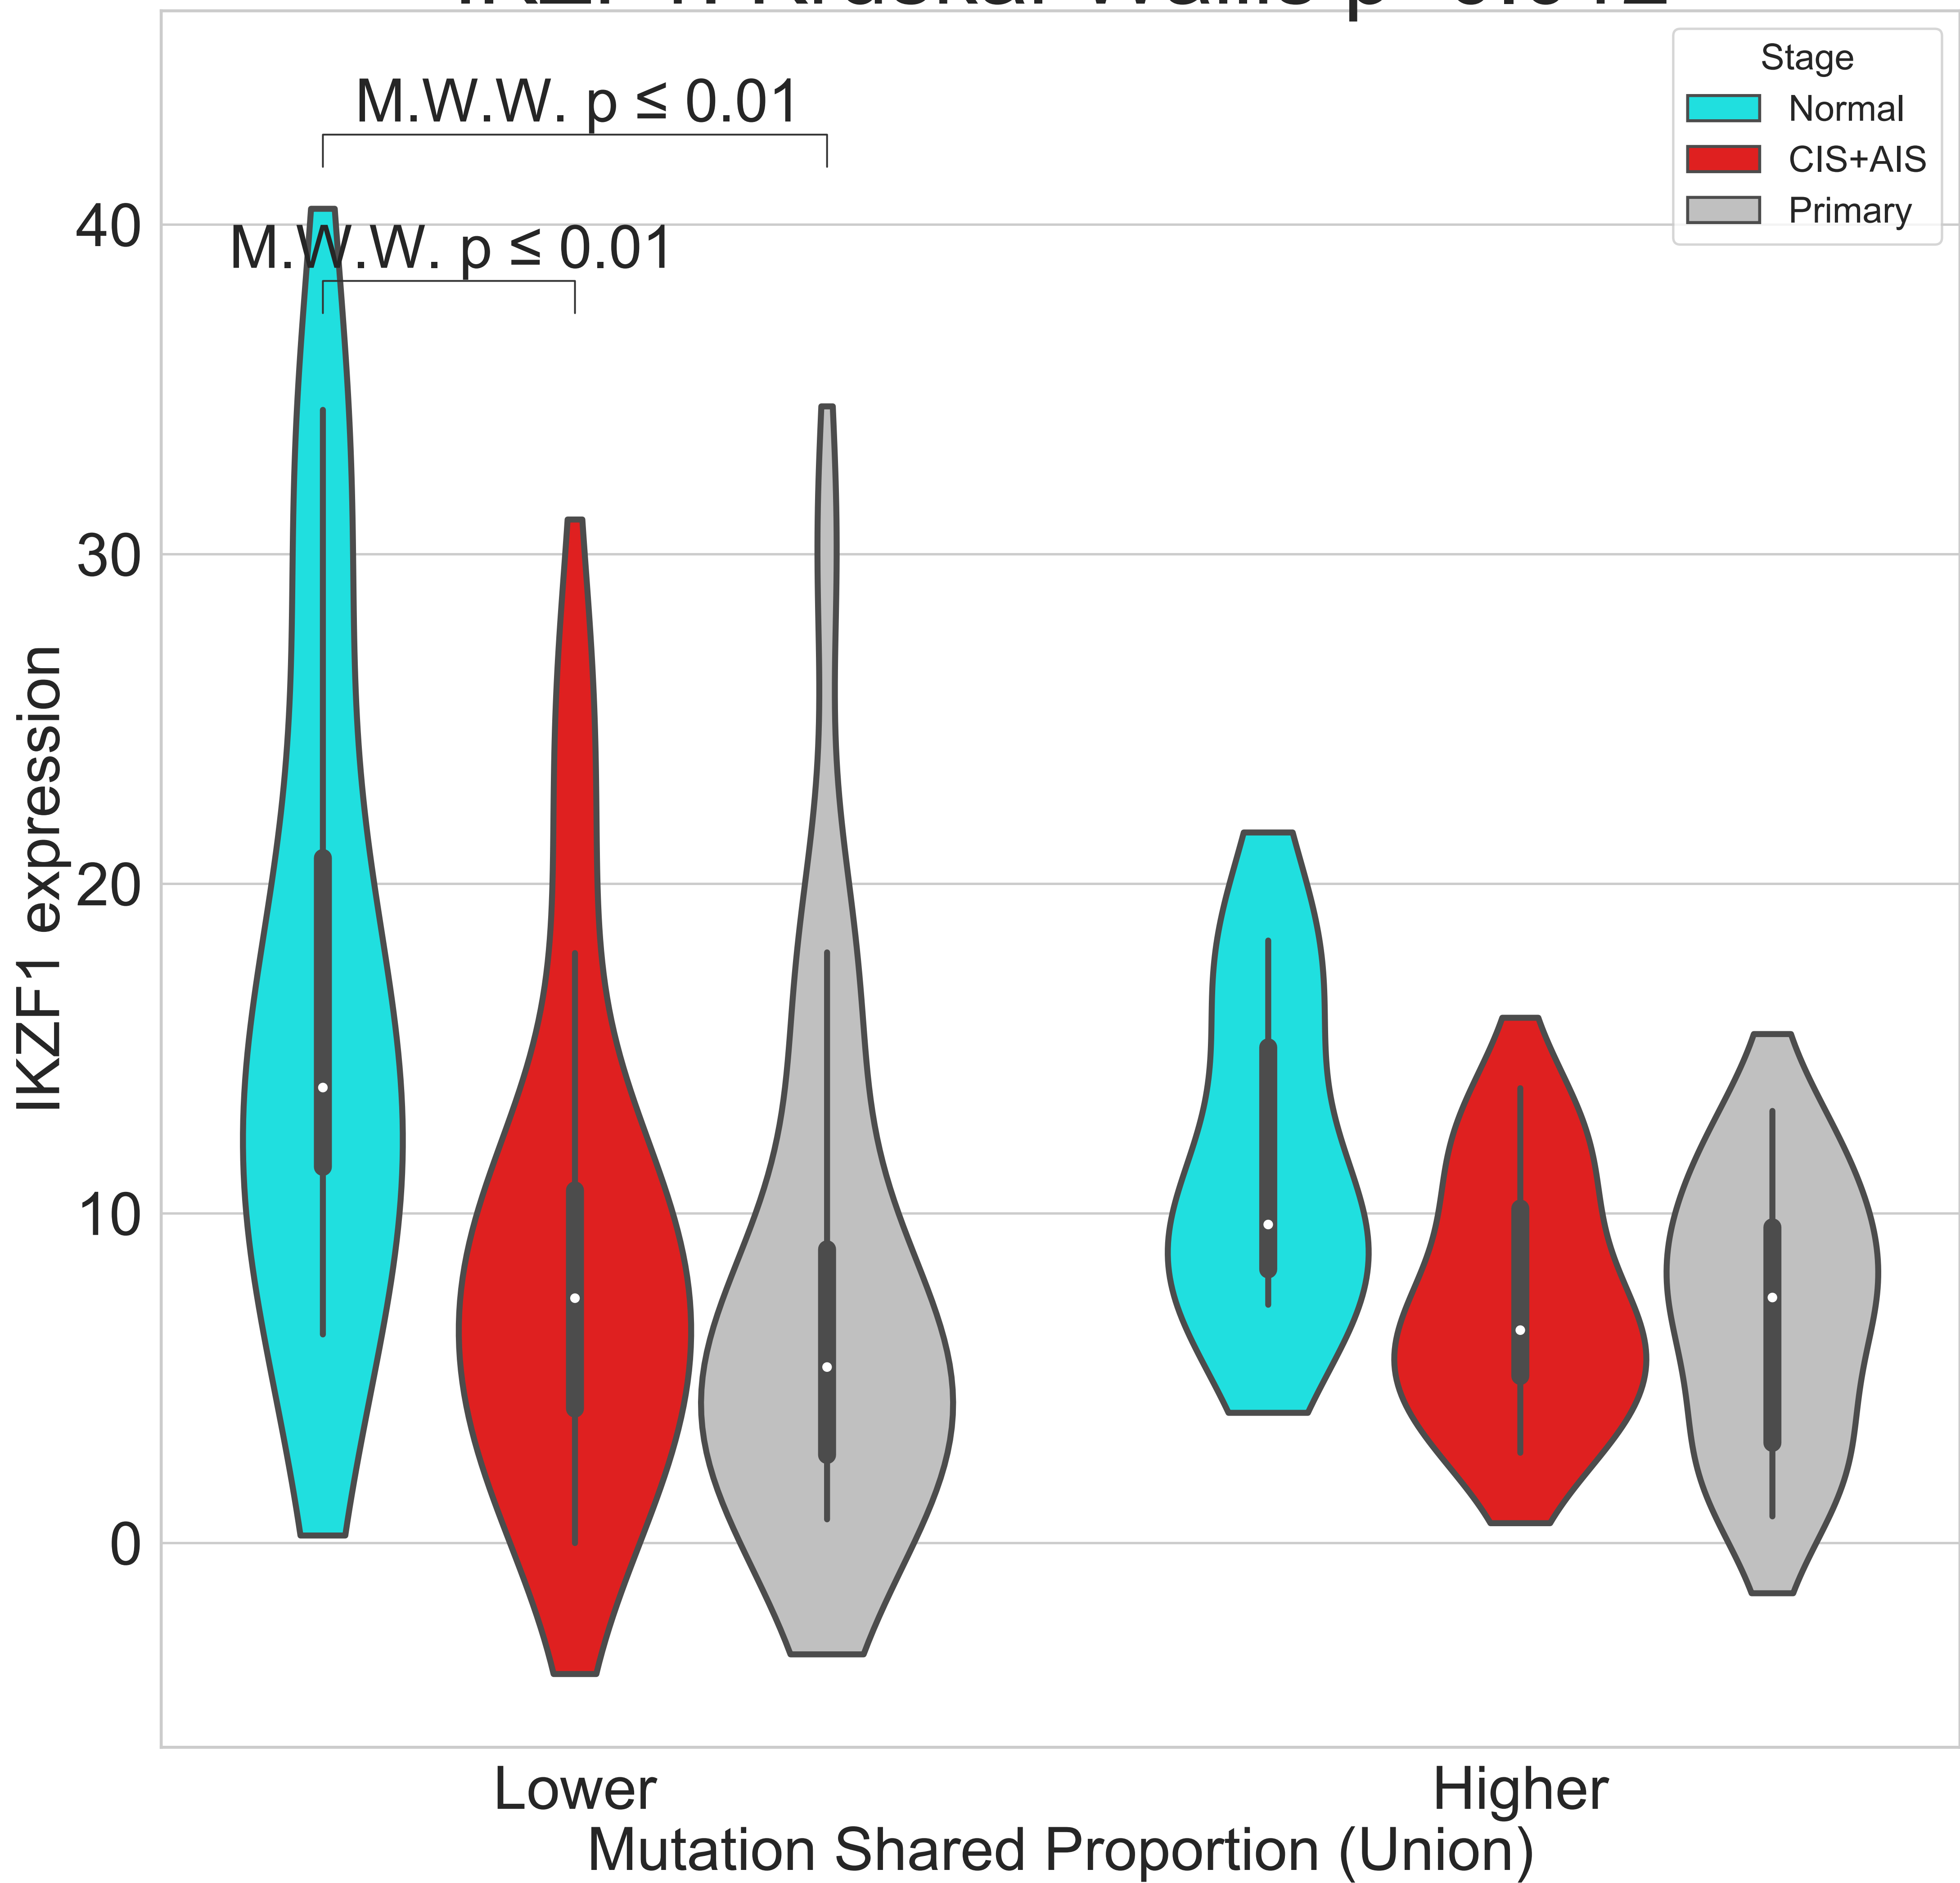 Stage
Normal
CIS+AIS
Primary
M.W.W. p ≤ 0.01
M.W.W. p ≤ 0.01
40
30
20
10
0
IKZF1 expression
Lower
Higher
Mutation Shared Proportion (Union)